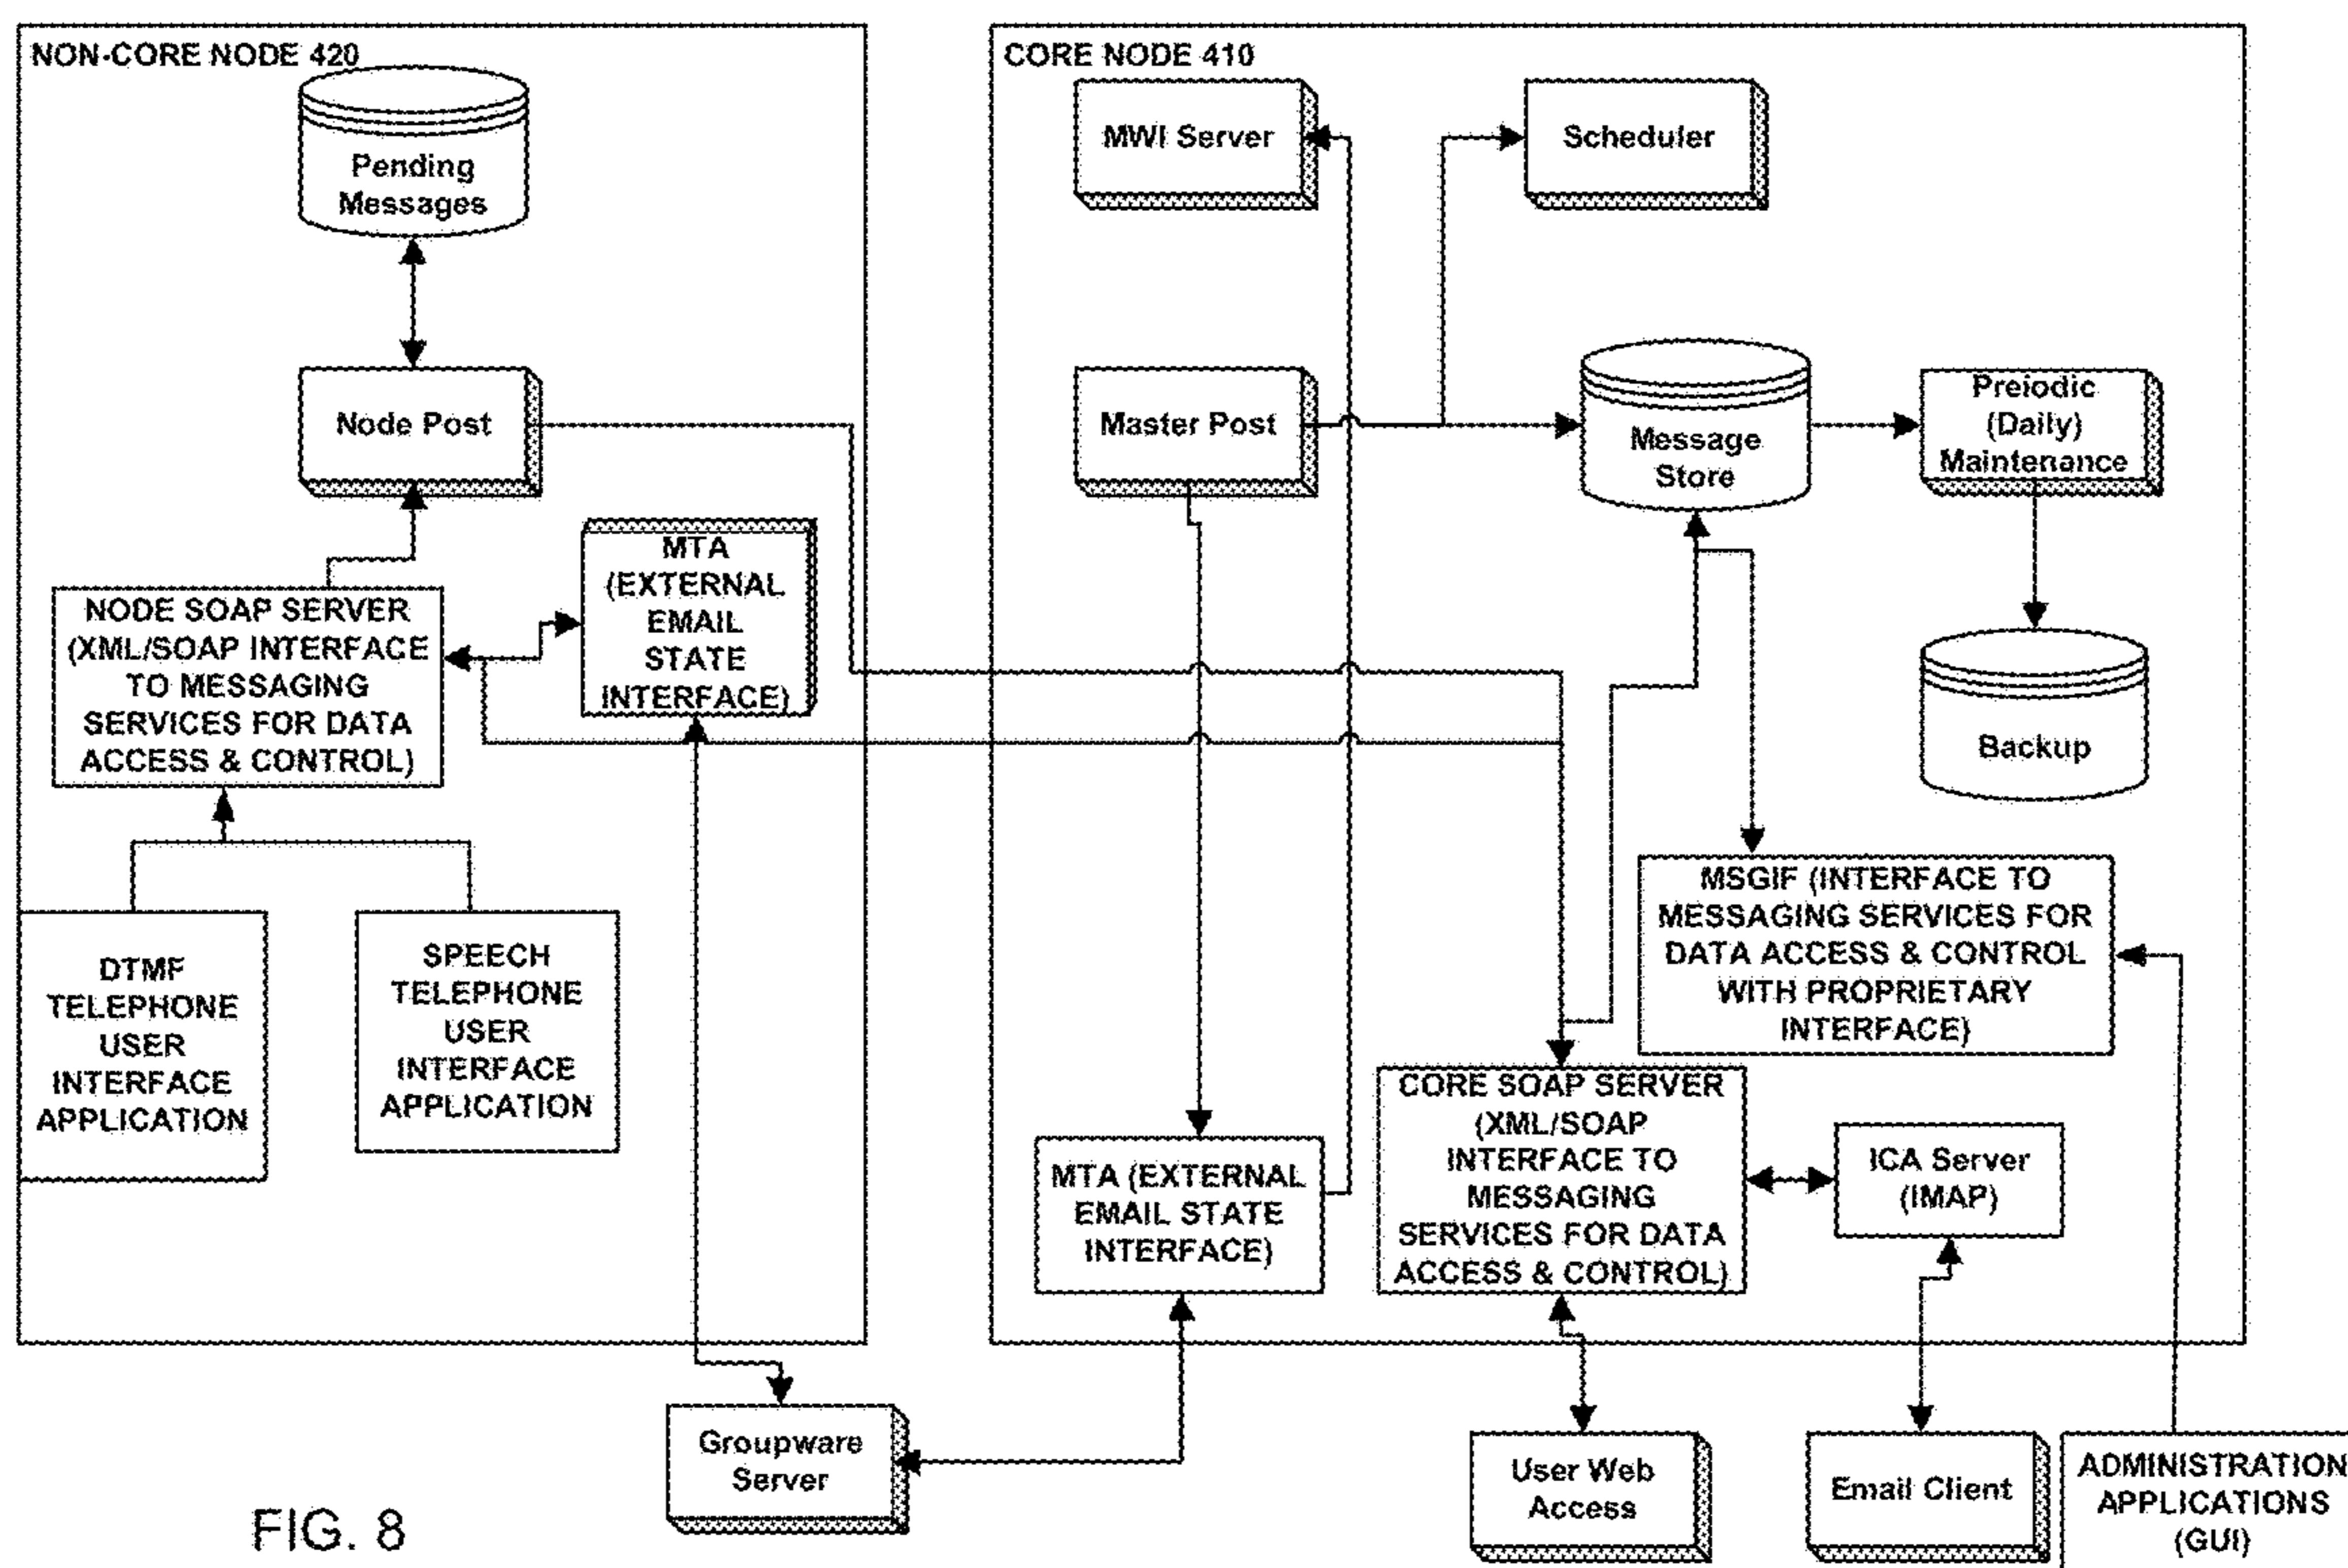 NON-CORE NODE 420
Pending
Messages
Node Post
MTA
(EXTERNAL
EMAIL
STATE
INTERFACE)
NODE SOAP SERVER
(XML/SOAP INTERFACE
TO MESSAGING
SERVICES FOR DATA
ACCESS & CONTROL)
DTMF
TELEPHONE
USER
INTERFACE
APPLICATION
SPEECH
TELEPHONE
USER
INTERFACE
APPLICATION
CORE NODE 410
MWI Server
Scheduler
Master Post
Message
Store
Preiodic
(Daily)
Maintenance
Backup
MSGIF (INTERFACE TO
MESSAGING SERVICES FOR
DATA ACCESS & CONTROL
WITH PROPRIETARY
INTERFACE)
CORE SOAP SERVER
(XML/SOAP
INTERFACE TO
MESSAGING
SERVICES FOR DATA
ACCESS & CONTROL)
ICA Server
(IMAP)
MTA (EXTERNAL
EMAIL STATE
INTERFACE)
Groupware
Server
User Web
Access
Email Client
ADMINISTRATION
APPLICATIONS
(GUI)
FIG. 8